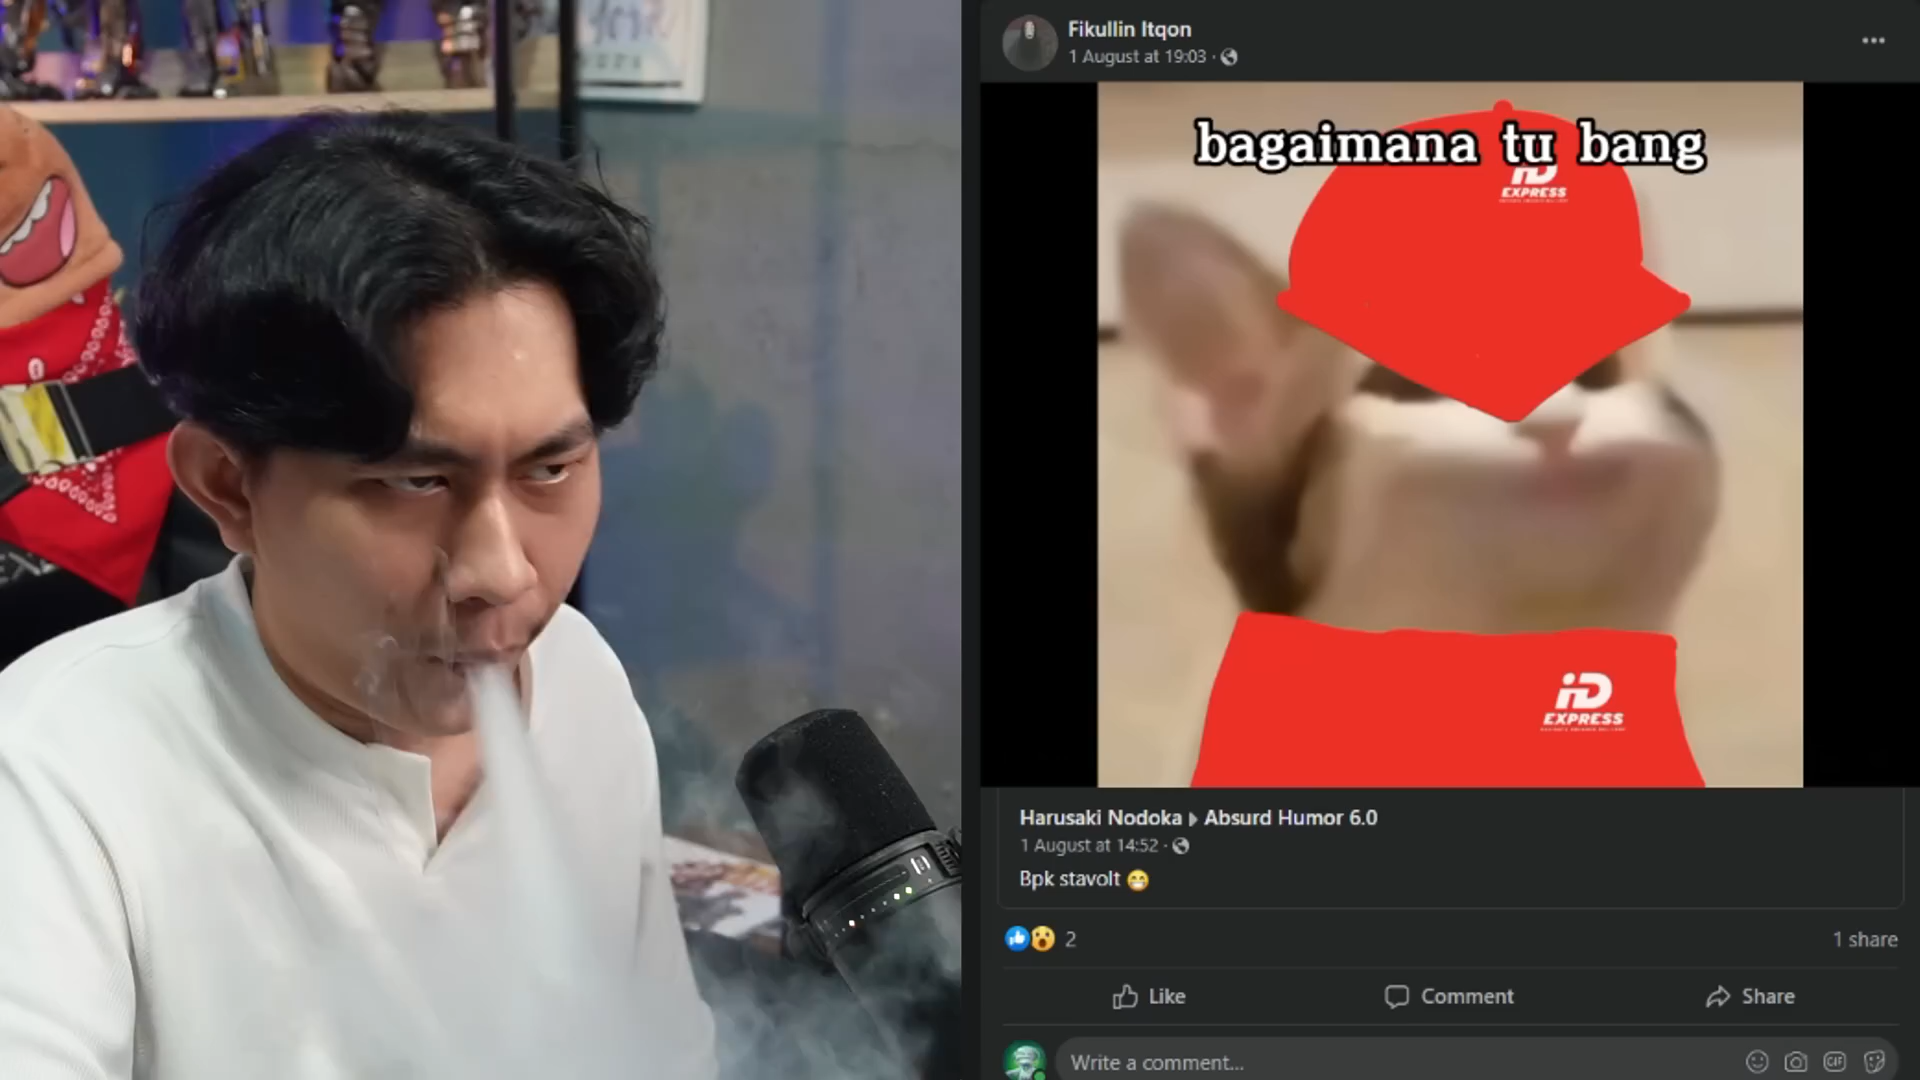 Fikullin Itqon
1 August at 19:03 ·
bagaimana tu bang
iD
EXPRESS
iD
EXPRESS
Harusaki Nodoka ▸ Absurd Humor 6.0
1 August at 14:52 ·
Bpk stavolt 😁
2
1 share
Like
Comment
Share
Write a comment...
GIF